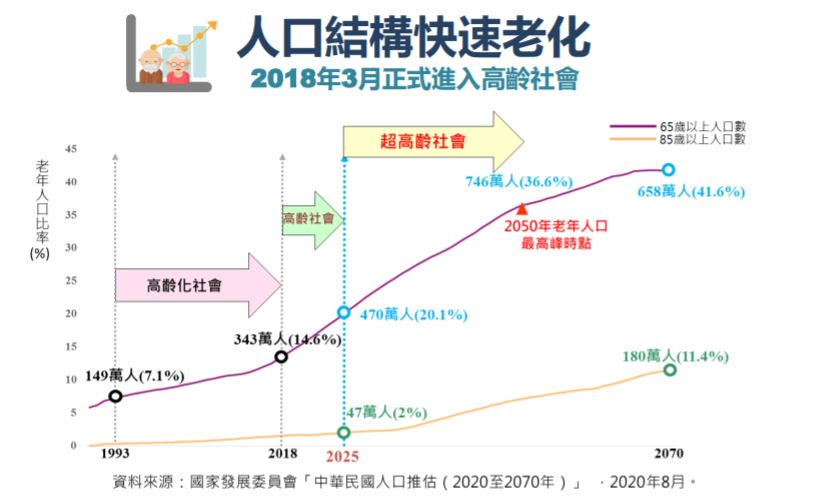 人口結構快速老化
2018年3月正式進入高齡社會
超高齡社會
65歲以上人口數
85歲以上人口數
老年人口比率
(%)
45
40
35
30
25
20
15
10
5
0
746萬人(36.6%)
658萬人(41.6%)
高齡社會
2050年老年人口
最高峰時點
高齡化社會
470萬人(20.1%)
343萬人(14.6%)
149萬人(7.1%)
180萬人(11.4%)
47萬人(2%)
1993
2018
2025
2070
資料來源：國家發展委員會「中華民國人口推估（2020至2070年）」 ，2020年8月。